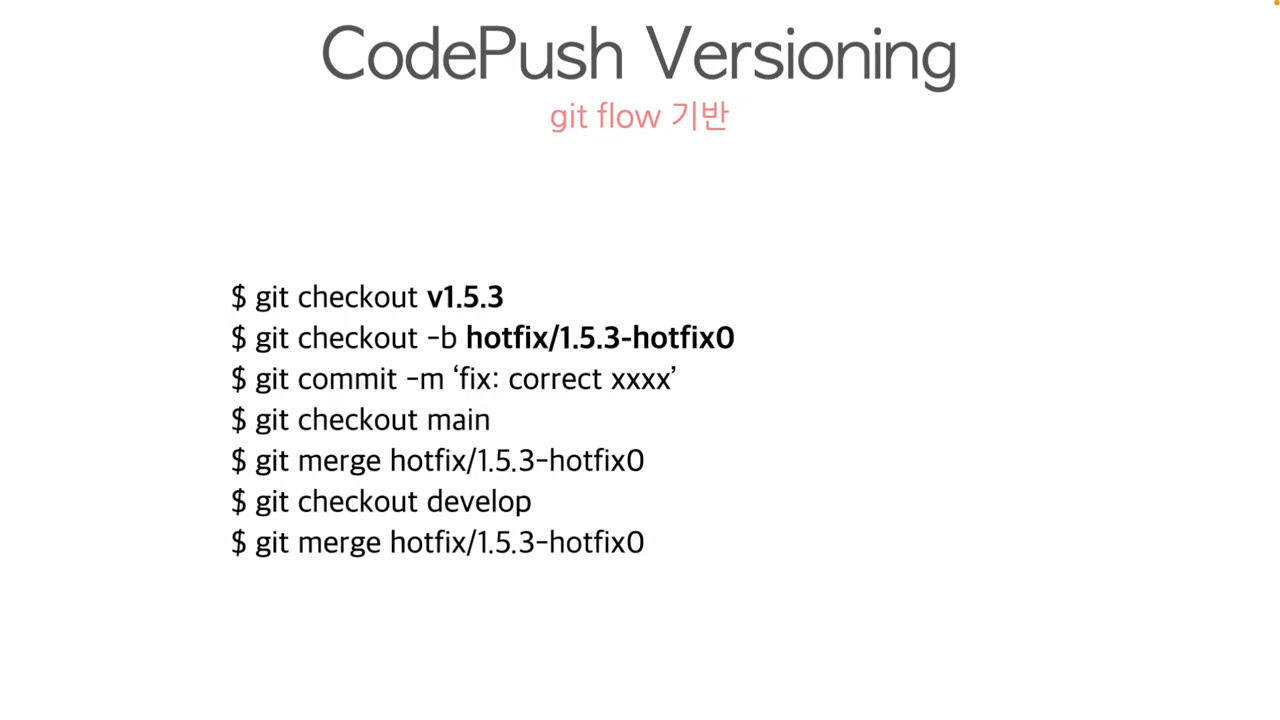 CodePush Versioning
git flow 기반
$ git checkout v1.5.3
$ git checkout -b hotfix/1.5.3-hotfix0
$ git commit -m ‘fix: correct xxxx’
$ git checkout main
$ git merge hotfix/1.5.3-hotfix0
$ git checkout develop
$ git merge hotfix/1.5.3-hotfix0